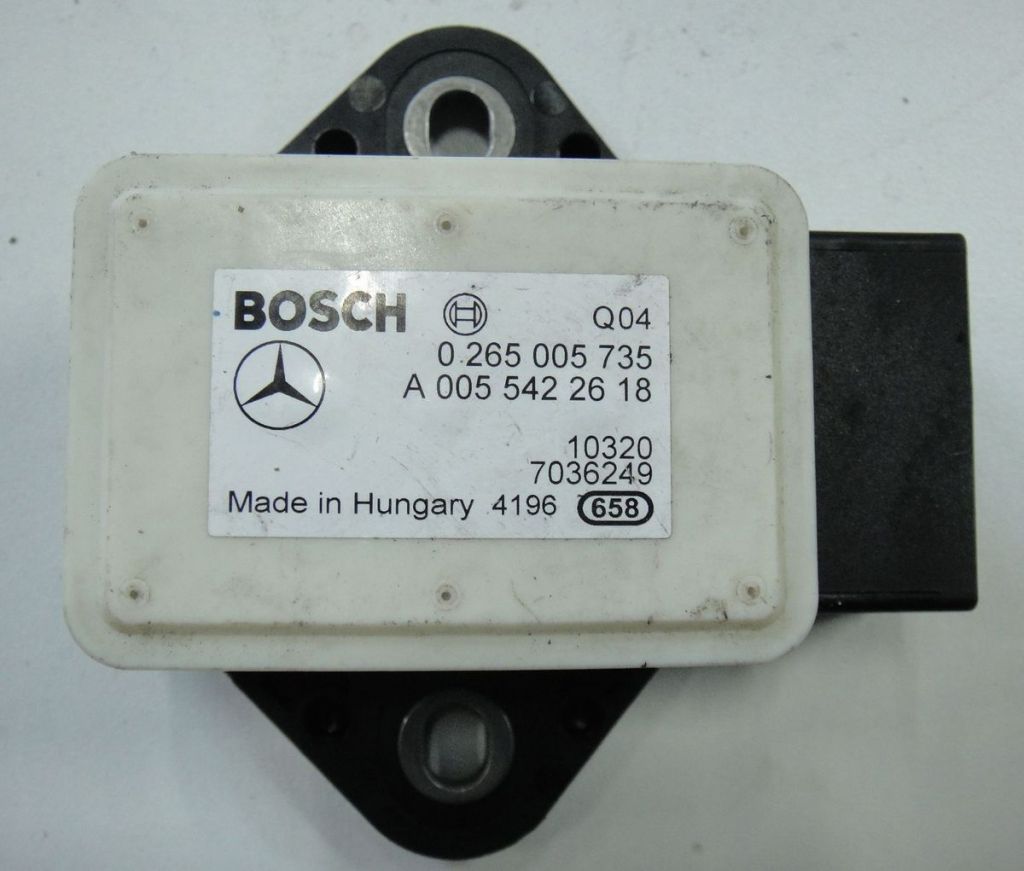 BOSCH Q04
0 265 005 735
A 005 542 26 18
10320
7036249
Made in Hungary 4196 658